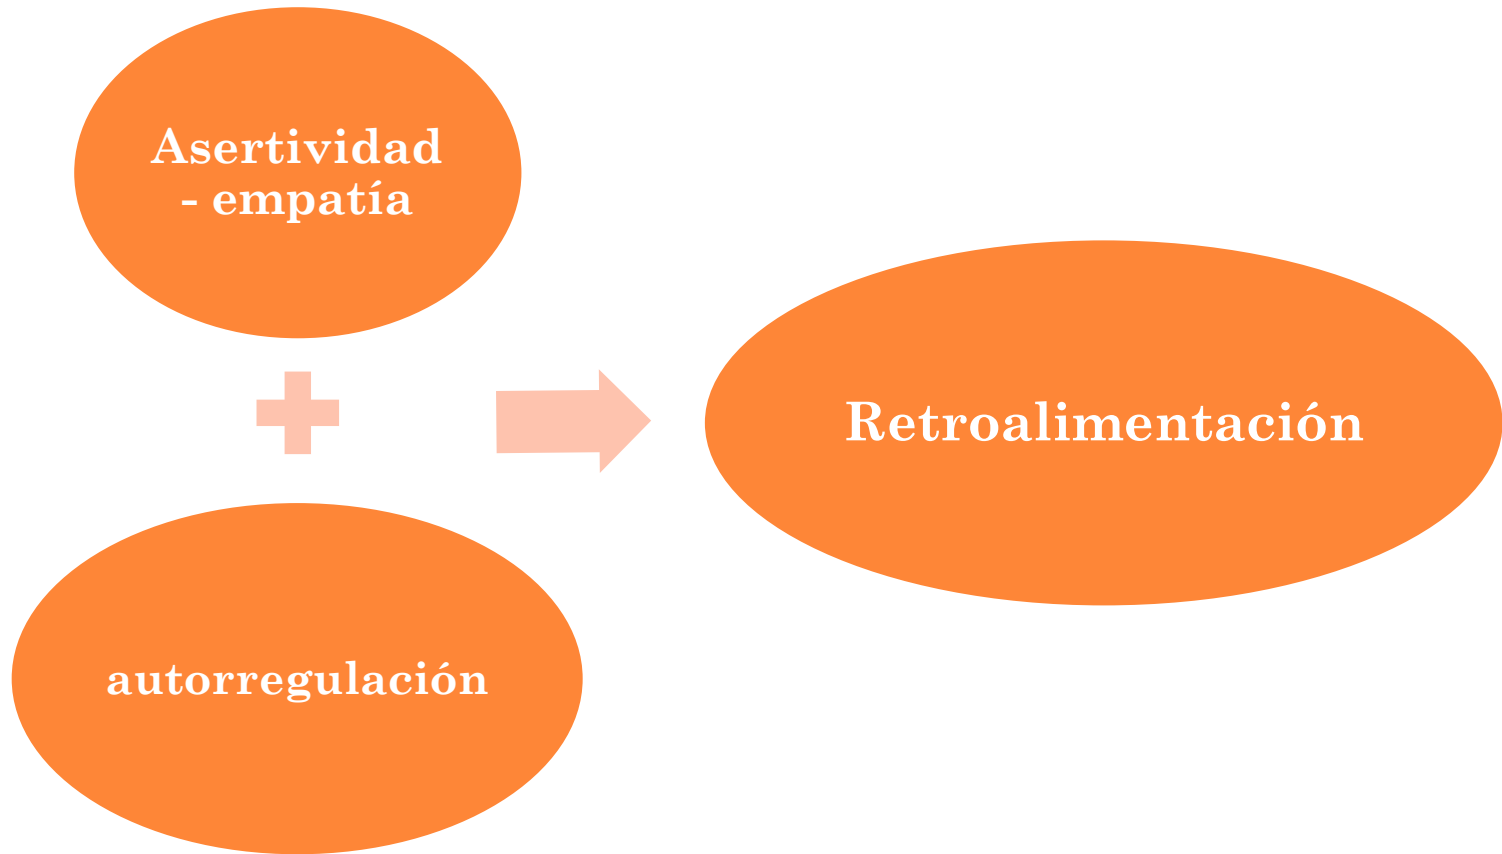 Asertividad
- empatía
Retroalimentación
autorregulación